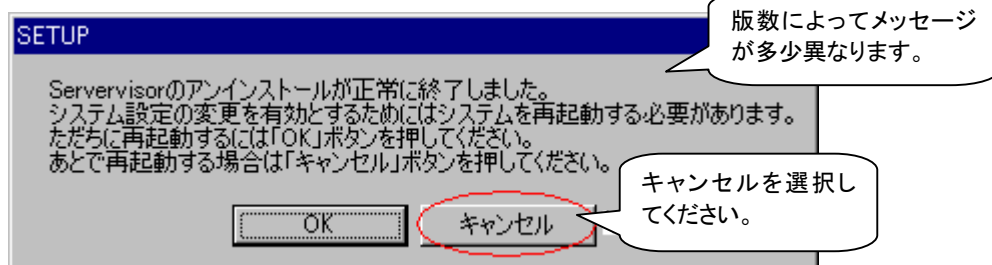 SETUP
版数によってメッセージ
が多少異なります。
Servervisorのアンインストールが正常に終了しました。
システム設定の変更を有効とするためにはシステムを再起動する必要があります。
ただちに再起動するには「OK」ボタンを押してください。
あとで再起動する場合は「キャンセル」ボタンを押してください。
キャンセルを選択し
てください。
OK
キャンセル